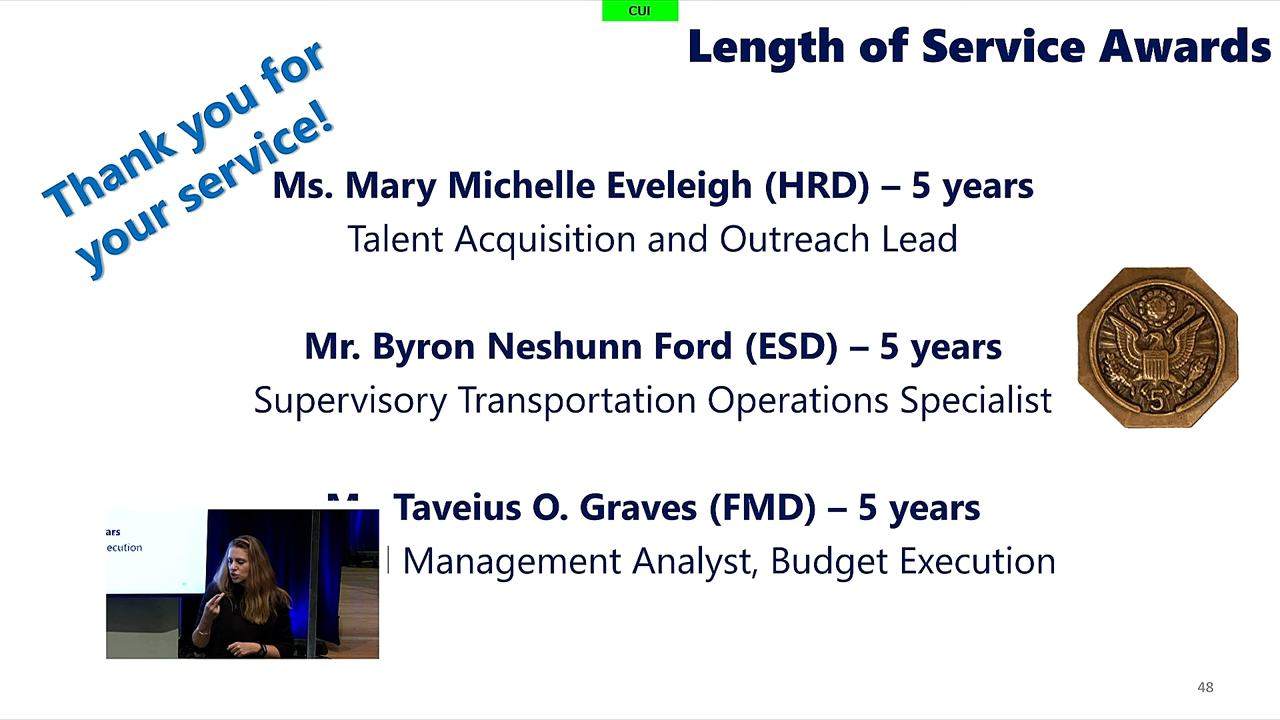 CUI
Length of Service Awards
Thank you for
your service!
Ms. Mary Michelle Eveleigh (HRD) – 5 years
Talent Acquisition and Outreach Lead
Mr. Byron Neshunn Ford (ESD) – 5 years
Supervisory Transportation Operations Specialist
5
Taveius O. Graves (FMD) – 5 years
Management Analyst, Budget Execution
ars
ecution
48